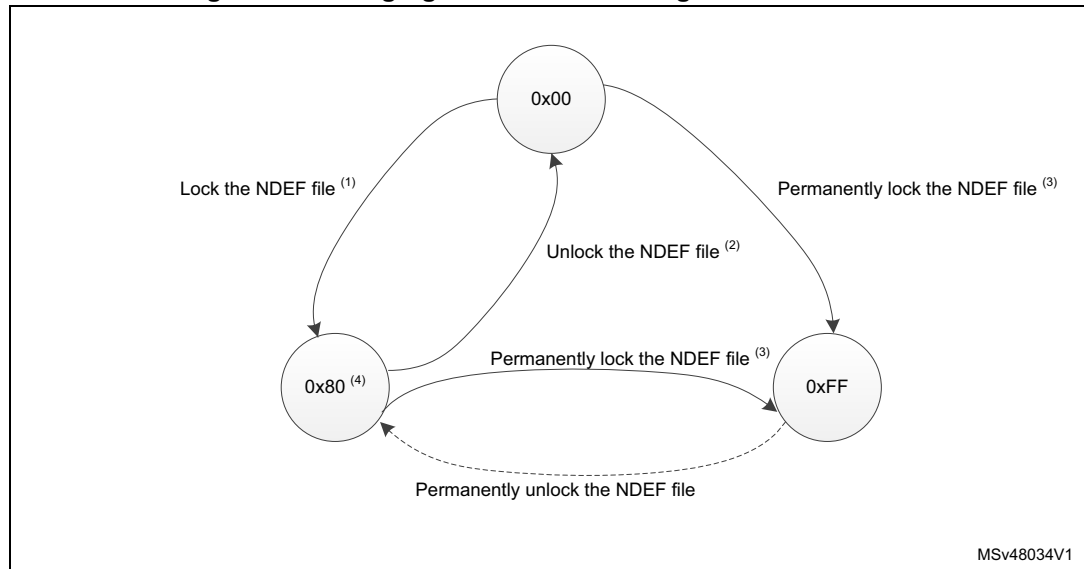 0x00
Lock the NDEF file (1)
Permanently lock the NDEF file (3)
Unlock the NDEF file (2)
Permanently lock the NDEF file (3)
0x80 (4)
0xFF
Permanently unlock the NDEF file
MSv48034V1